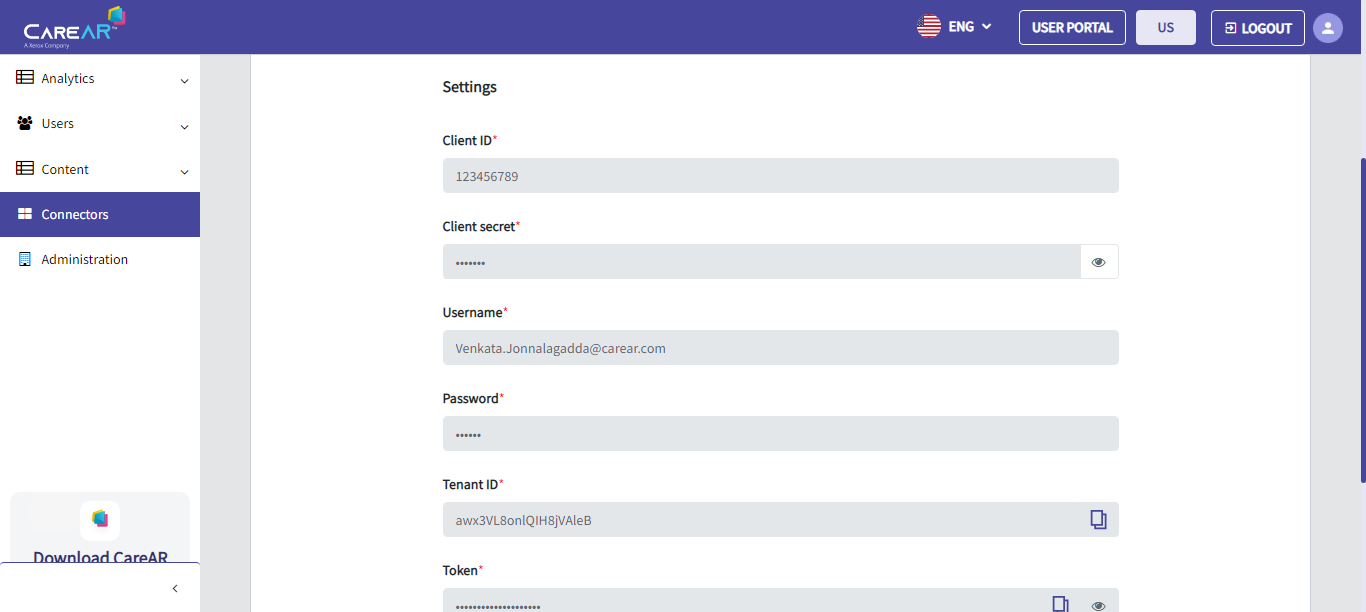 CAREAR™
A Xerox Company
ENG
USER PORTAL
US
LOGOUT
Analytics
Users
Content
Connectors
Administration
Download CareAR
Settings
Client ID*
123456789
Client secret*
•••••••
Username*
Venkata.Jonnalagadda@carear.com
Password*
••••••
Tenant ID*
awx3VL8onlQIH8jVAleB
Token*
••••••••••••••••••••